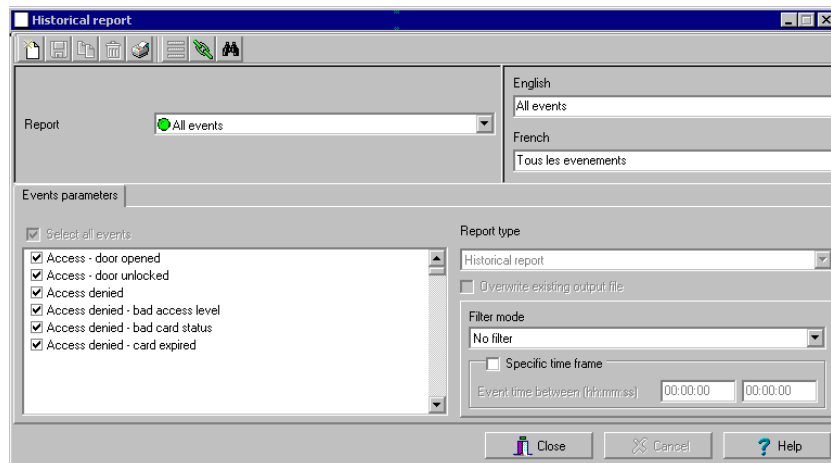 Historical report
English
All events
Report
All events
French
Tous les evenements
Events parameters
Select all events
Report type
Access - door opened
Historical report
Access - door unlocked
Overwrite existing output file
Access denied
Access denied - bad access level
Filter mode
Access denied - bad card status
No filter
Access denied - card expired
Specific time frame
Event time between (hh:mm:ss) 00:00:00 00:00:00
Close Cancel Help